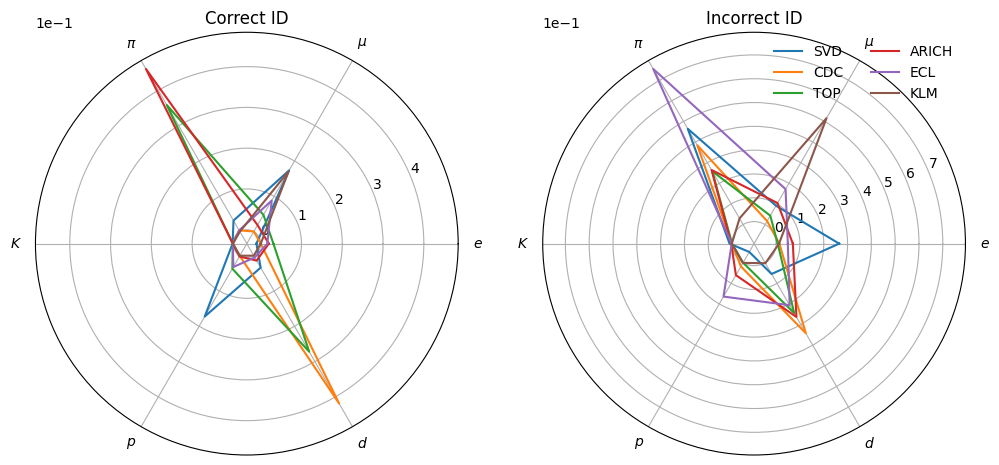 Correct ID
1e−1
π
μ
K
e
p
d
1
2
3
4
Incorrect ID
1e−1
π
μ
K
e
p
d
0
1
2
3
4
5
6
7
SVD
CDC
TOP
ARICH
ECL
KLM